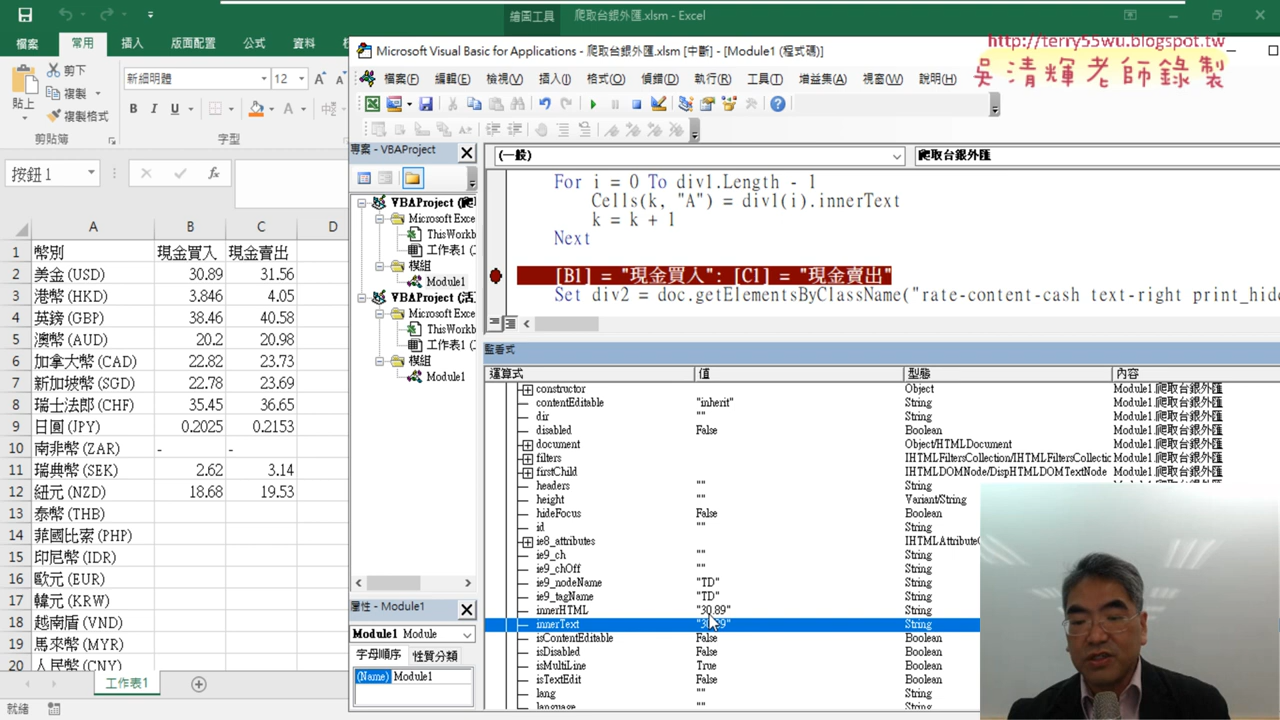 繪圖工具
爬取台銀外匯.xlsm - Excel
檔案
常用
插入
版面配置
公式
資料
剪下
複製
複製格式
貼上
剪貼簿
新細明體
12
B I U
字型
按鈕 1
fx
A B C D
1 幣別 現金買入 現金賣出
2 美金 (USD) 30.89 31.56
3 港幣 (HKD) 3.846 4.05
4 英鎊 (GBP) 38.46 40.58
5 澳幣 (AUD) 20.2 20.98
6 加拿大幣 (CAD) 22.82 23.73
7 新加坡幣 (SGD) 22.78 23.69
8 瑞士法郎 (CHF) 35.45 36.65
9 日圓 (JPY) 0.2025 0.2153
10 南非幣 (ZAR) - -
11 瑞典幣 (SEK) 2.62 3.14
12 紐元 (NZD) 18.68 19.53
13 泰幣 (THB)
14 菲國比索 (PHP)
15 印尼幣 (IDR)
16 歐元 (EUR)
17 韓元 (KRW)
18 越南盾 (VND)
19 馬來幣 (MYR)
20 人民幣 (CNY)
工作表1
就緒
Microsoft Visual Basic for Applications - 爬取台銀外匯.xlsm [中斷] - [Module1 (程式碼)]
http://terry55wu.blogspot.tw
吳清輝老師錄製
檔案(F) 編輯(E) 檢視(V) 插入(I) 格式(O) 偵錯(D) 執行(R) 工具(T) 增益集(A) 視窗(W) 說明(H)
專案 - VBAProject
VBAProject (爬
Microsoft Exce
ThisWorkb
工作表1 (
模組
Module1
VBAProject (活
Microsoft Exce
ThisWorkb
工作表1 (
模組
Module1
屬性 - Module1
Module1 Module
字母順序 性質分類
(Name) Module1
(一般)
爬取台銀外匯
For i = 0 To div1.Length - 1
Cells(k, "A") = div1(i).innerText
k = k + 1
Next
[B1] = "現金買入": [C1] = "現金賣出"
Set div2 = doc.getElementsByClassName("rate-content-cash text-right print_hide
監看式
運算式 值 型態 內容
constructor Object Module1.爬取台銀外匯
contentEditable "inherit" String Module1.爬取台銀外匯
dir "" String Module1.爬取台銀外匯
disabled False Boolean Module1.爬取台銀外匯
document Object/HTMLDocument Module1.爬取台銀外匯
filters IHTMLFiltersCollection/IHTMLFiltersCollectic Module1.爬取台銀外匯
firstChild IHTMLDOMNode/DispHTMLDOMTextNode Module1.爬取台銀外匯
headers "" String
height "" Variant/String
hideFocus False Boolean
id "" String
ie8_attributes IHTMLAttributeC
ie9_ch "" String
ie9_chOff "" String
ie9_nodeName "TD" String
ie9_tagName "TD" String
innerHTML "30.89" String
innerText "30.89" String
isContentEditable False Boolean
isDisabled False Boolean
isMultiLine True Boolean
isTextEdit False Boolean
lang "" String
language "" String